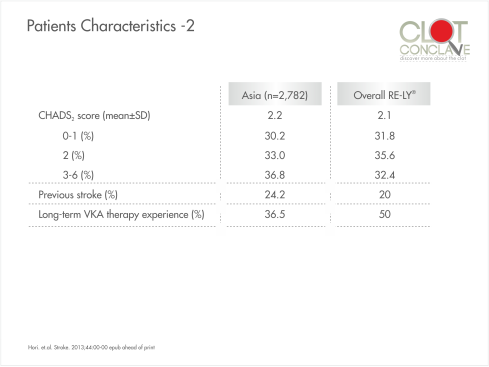 Patients Characteristics -2
CLOT
CONCLAVE
discover more about the clot
Asia (n=2,782) Overall RE-LY®
CHADS₂ score (mean±SD) 2.2 2.1
0-1 (%) 30.2 31.8
2 (%) 33.0 35.6
3-6 (%) 36.8 32.4
Previous stroke (%) 24.2 20
Long-term VKA therapy experience (%) 36.5 50
Hori. et al. Stroke. 2013;44:00-00 epub ahead of print